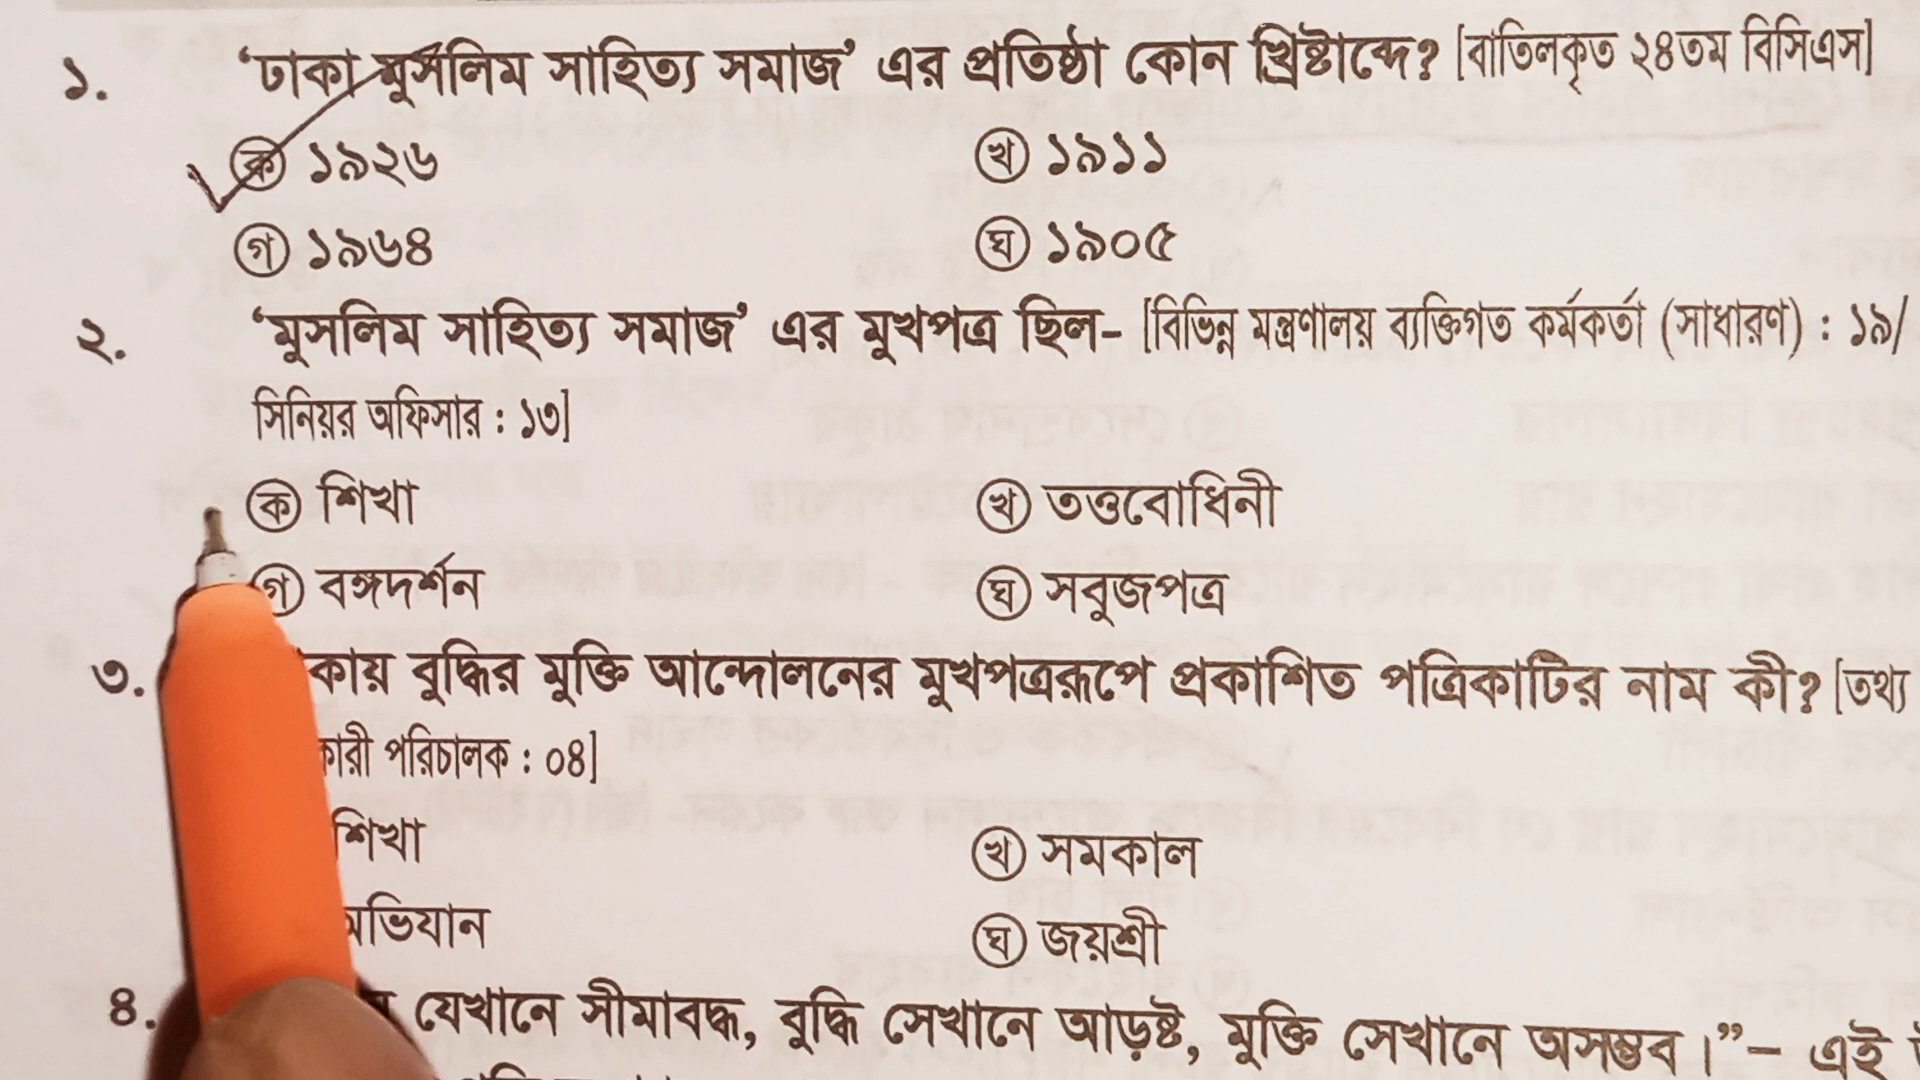 ১. ‘ঢাকা মুসলিম সাহিত্য সমাজ’ এর প্রতিষ্ঠা কোন খ্রিষ্টাব্দে? [বাতিলকৃত ২৪তম বিসিএস]
ক ১৯২৬ খ ১৯১১
গ ১৯৬৪ ঘ ১৯০৫
২. ‘মুসলিম সাহিত্য সমাজ’ এর মুখপত্র ছিল- [বিভিন্ন মন্ত্রণালয় ব্যক্তিগত কর্মকর্তা (সাধারণ) : ১৯/
সিনিয়র অফিসার : ১৩]
ক শিখা খ তত্তবোধিনী
গ বঙ্গদর্শন ঘ সবুজপত্র
৩. বুদ্ধির মুক্তি আন্দোলনের মুখপত্ররূপে প্রকাশিত পত্রিকাটির নাম কী? [তথ্য
পরিচালক : ০৪]
শিখা খ সমকাল
অভিযান ঘ জয়শ্রী
৪. যেখানে সীমাবদ্ধ, বুদ্ধি সেখানে আড়ষ্ট, মুক্তি সেখানে অসম্ভব।”– এই